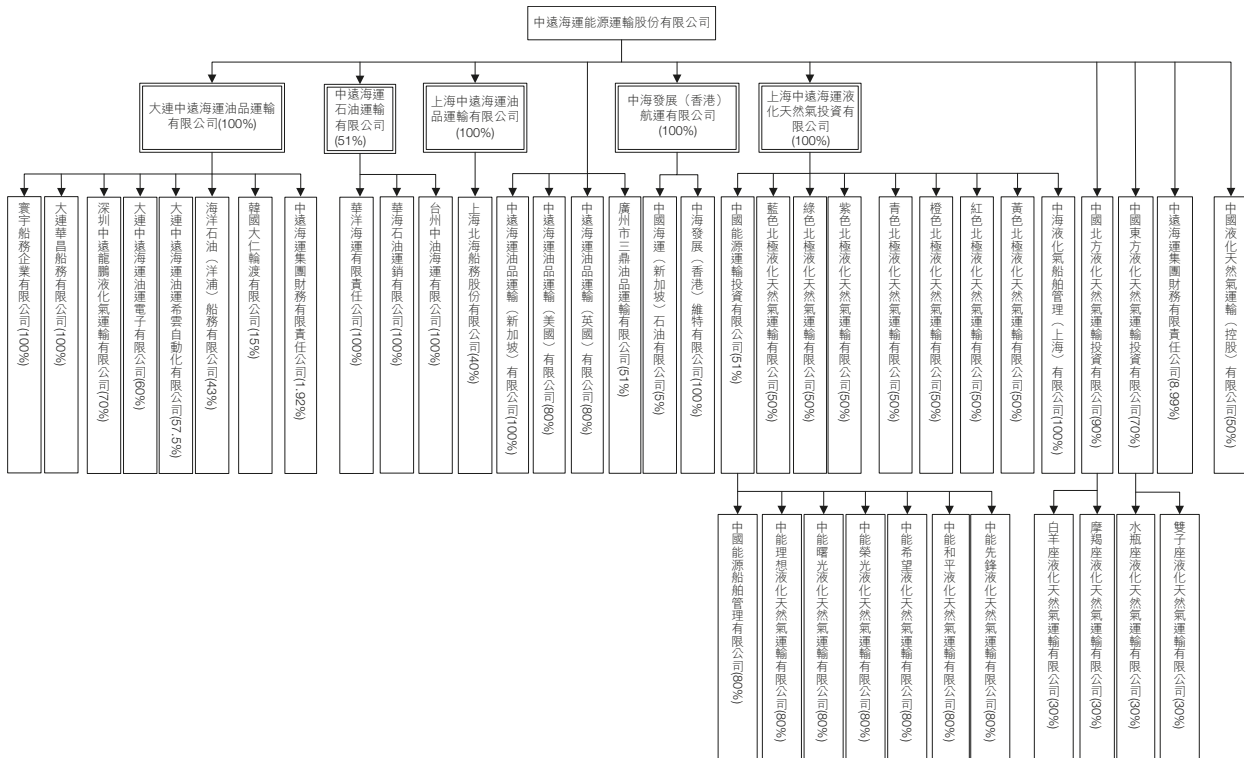 中遠海運能源運輸股份有限公司
大連中遠海運油品運輸
有限公司(100%)
中遠海運
石油運輸
有限公司
(51%)
上海中遠海運油
品運輸有限公司
(100%)
中海發展（香港）
航運有限公司
(100%)
上海中遠海運液
化天然氣投資有
限公司
(100%)
寰宇船務企業有限公司(100%)
大連華昌船務有限公司(100%)
深圳中遠龍鵬液化氣運輸有限公司(70%)
大連中遠海運油運電子有限公司(60%)
大連中遠海運油運希雲自動化有限公司(57.5%)
海洋石油（洋浦）船務有限公司(43%)
韓國大仁輪渡有限公司(15%)
中遠海運集團財務有限責任公司(1.92%)
華洋海運有限責任公司(100%)
華海石油運銷有限公司(100%)
台州中油海運有限公司(100%)
上海北海船務股份有限公司(40%)
中遠海運油品運輸（新加坡）有限公司(100%)
中遠海運油品運輸（美國）有限公司(80%)
中遠海運油品運輸（英國）有限公司(80%)
廣州市三鼎油品運輸有限公司(51%)
中國海運（新加坡）石油有限公司(5%)
中海發展（香港）維特有限公司(100%)
中國能源運輸投資有限公司(51%)
藍色北極液化天然氣運輸有限公司(50%)
綠色北極液化天然氣運輸有限公司(50%)
紫色北極液化天然氣運輸有限公司(50%)
青色北極液化天然氣運輸有限公司(50%)
橙色北極液化天然氣運輸有限公司(50%)
紅色北極液化天然氣運輸有限公司(50%)
黃色北極液化天然氣運輸有限公司(50%)
中海液化氣船舶管理（上海）有限公司(100%)
中國北方液化天然氣運輸投資有限公司(90%)
中國東方液化天然氣運輸投資有限公司(70%)
中遠海運集團財務有限責任公司(8.99%)
中國液化天然氣運輸（控股）有限公司(50%)
中國能源船舶管理有限公司(80%)
中能理想液化天然氣運輸有限公司(80%)
中能曙光液化天然氣運輸有限公司(80%)
中能榮光液化天然氣運輸有限公司(80%)
中能希望液化天然氣運輸有限公司(80%)
中能和平液化天然氣運輸有限公司(80%)
中能先鋒液化天然氣運輸有限公司(80%)
白羊座液化天然氣運輸有限公司(30%)
摩羯座液化天然氣運輸有限公司(30%)
水瓶座液化天然氣運輸有限公司(30%)
雙子座液化天然氣運輸有限公司(30%)